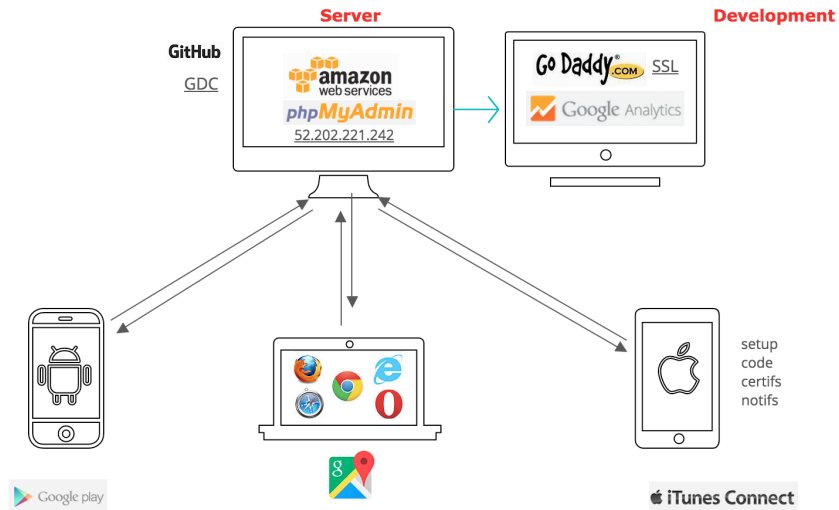 Server
Development
GitHub
GDC
amazon
web services
phpMyAdmin
52.202.221.242
Go Daddy®
.COM
SSL
Google Analytics
setup
code
certifs
notifs
g
Google play
iTunes Connect